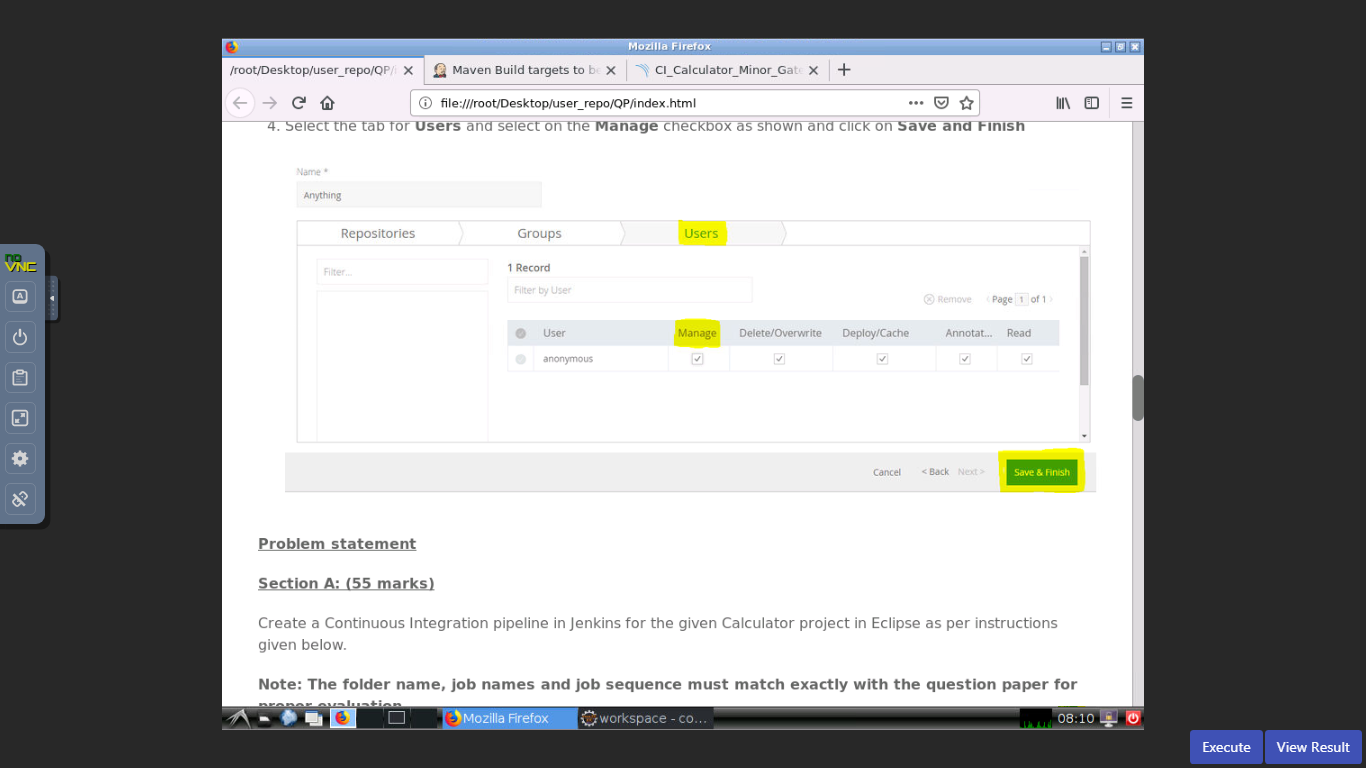 Mozilla Firefox
/root/Desktop/user_repo/QP/i
Maven Build targets to be
CI_Calculator_Minor_Gate
file:///root/Desktop/user_repo/QP/index.html
4. Select the tab for Users and select on the Manage checkbox as shown and click on Save and Finish
Name *
Anything
Repositories Groups Users
Filter...
1 Record
Filter by User
Remove Page 1 of 1
User Manage Delete/Overwrite Deploy/Cache Annotat... Read
anonymous
Cancel < Back Next > Save & Finish
Problem statement
Section A: (55 marks)
Create a Continuous Integration pipeline in Jenkins for the given Calculator project in Eclipse as per instructions
given below.
Note: The folder name, job names and job sequence must match exactly with the question paper for
proper evaluation
Mozilla Firefox
workspace - co...
08:10
no
VNC
A
Execute
View Result